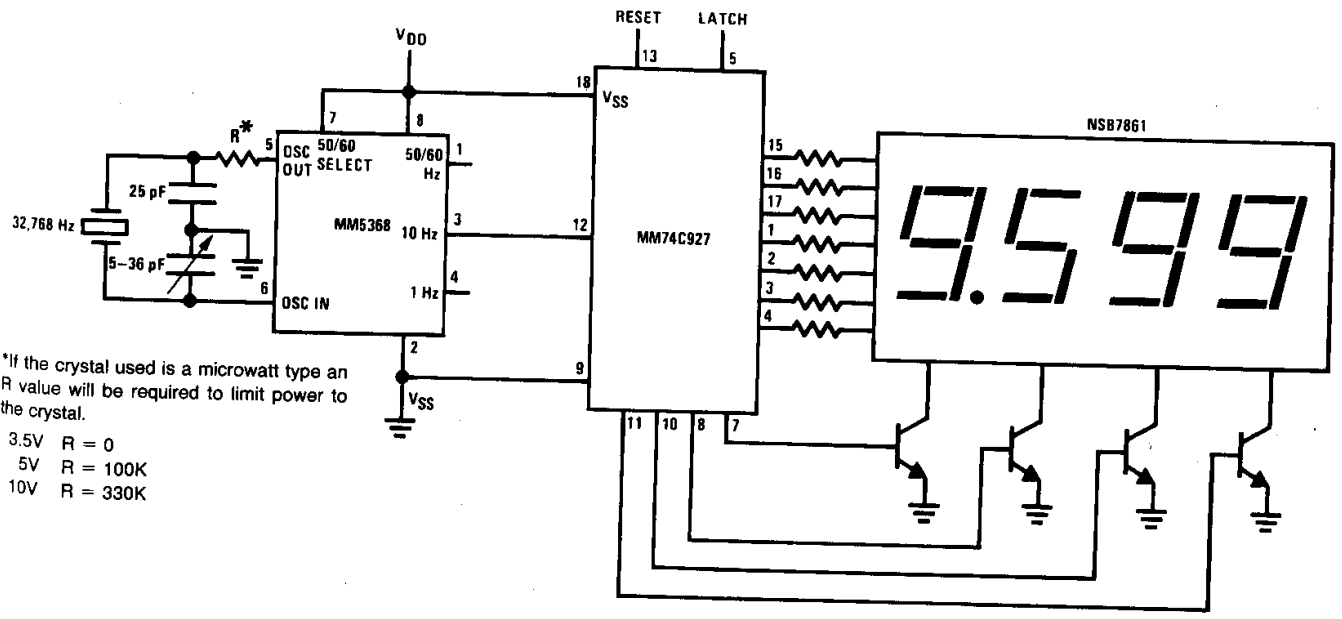 RESET
LATCH
VDD
13
5
18
VSS
7
8
R*
5
OSC
OUT
50/60
SELECT
50/60
Hz
1
25 pF
32,768 Hz
MM5368
3
10 Hz
12
MM74C927
5–36 pF
6
OSC IN
4
1 Hz
2
9
VSS
15
16
17
1
2
3
4
NSB7861
9.599
11
10
8
7
*If the crystal used is a microwatt type an
R value will be required to limit power to
the crystal.
3.5V R = 0
5V R = 100K
10V R = 330K